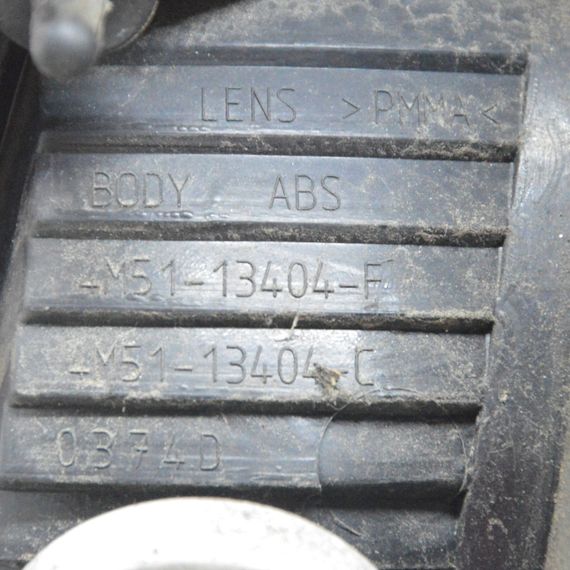 LENS >PMMA<
BODY ABS
4M51-13404-F
4M51-13404-C
0374D